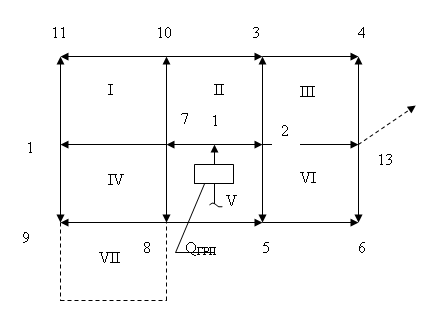 11 10 3 4
I II III
7 1 2
1 13
IV VI
V
9 8 QГРП 5 6
VII